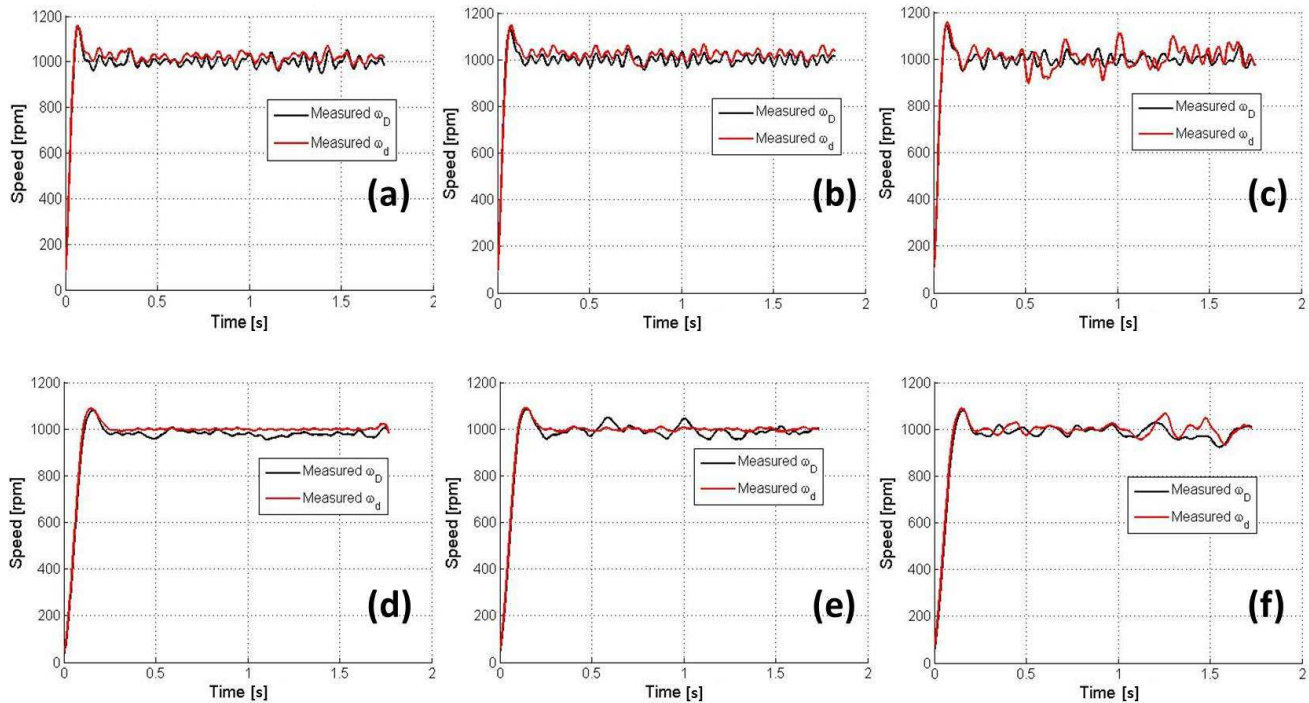 1200
1000
800
600
400
200
0
Speed [rpm]
Measured ω_D
Measured ω_d
(a)
0 0.5 1 1.5 2
Time [s]
1200
1000
800
600
400
200
0
Speed [rpm]
Measured ω_D
Measured ω_d
(b)
0 0.5 1 1.5 2
Time [s]
1200
1000
800
600
400
200
0
Speed [rpm]
Measured ω_D
Measured ω_d
(c)
0 0.5 1 1.5 2
Time [s]
1200
1000
800
600
400
200
0
Speed [rpm]
Measured ω_D
Measured ω_d
(d)
0 0.5 1 1.5 2
Time [s]
1200
1000
800
600
400
200
0
Speed [rpm]
Measured ω_D
Measured ω_d
(e)
0 0.5 1 1.5 2
Time [s]
1200
1000
800
600
400
200
0
Speed [rpm]
Measured ω_D
Measured ω_d
(f)
0 0.5 1 1.5 2
Time [s]